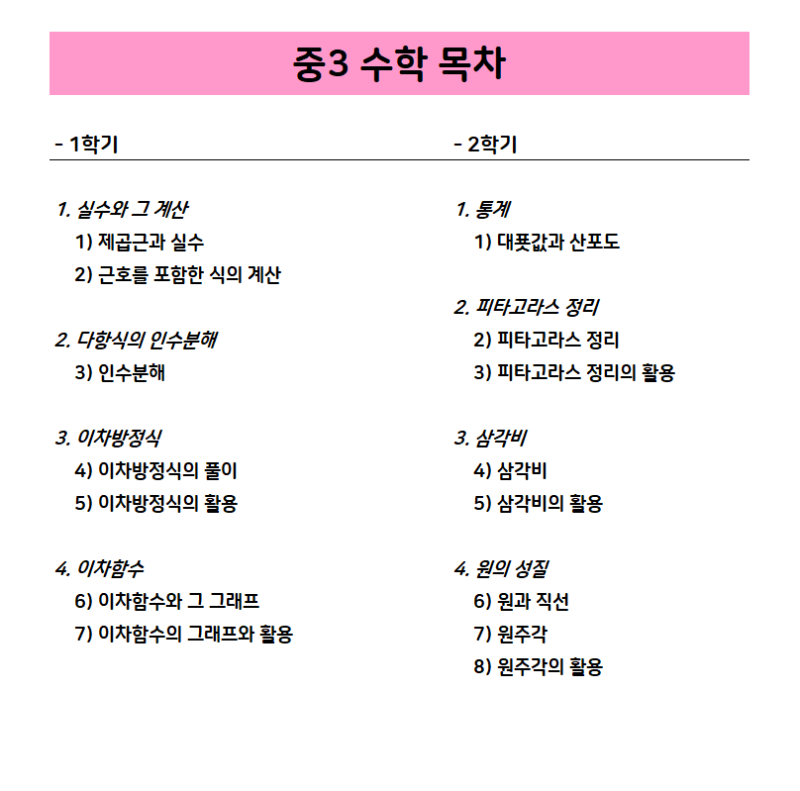 중3 수학 목차
- 1학기
1. 실수와 그 계산
1) 제곱근과 실수
2) 근호를 포함한 식의 계산
2. 다항식의 인수분해
3) 인수분해
3. 이차방정식
4) 이차방정식의 풀이
5) 이차방정식의 활용
4. 이차함수
6) 이차함수와 그 그래프
7) 이차함수의 그래프와 활용
- 2학기
1. 통계
1) 대푯값과 산포도
2. 피타고라스 정리
2) 피타고라스 정리
3) 피타고라스 정리의 활용
3. 삼각비
4) 삼각비
5) 삼각비의 활용
4. 원의 성질
6) 원과 직선
7) 원주각
8) 원주각의 활용